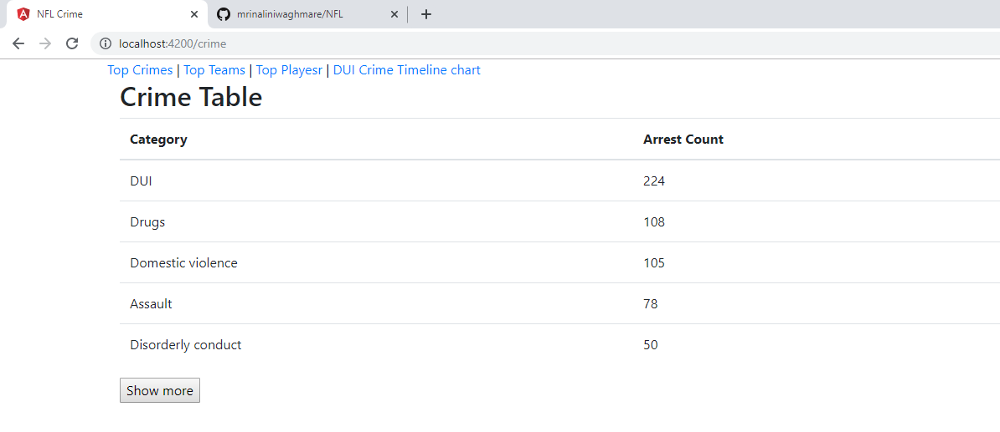 NFL Crime mrinaliniwaghmare/NFL
localhost:4200/crime
Top Crimes | Top Teams | Top Playesr | DUI Crime Timeline chart
Crime Table
Category Arrest Count
DUI 224
Drugs 108
Domestic violence 105
Assault 78
Disorderly conduct 50
Show more